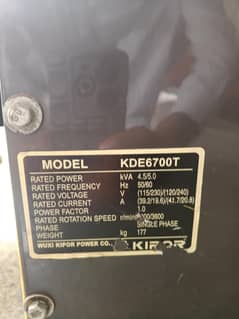 MODEL KDE6700T
RATED POWER kVA 4.5/5.0
RATED FREQUENCY Hz 50/60
RATED VOLTAGE V (115/230)/(120/240)
RATED CURRENT A (39.2/19.6)/(41.7/20.8)
POWER FACTOR 1.0
RATED ROTATION SPEED r/min /3600
PHASE SINGLE PHASE
WEIGHT kg 177
WUXI KIPOR POWER CO., KIPOR